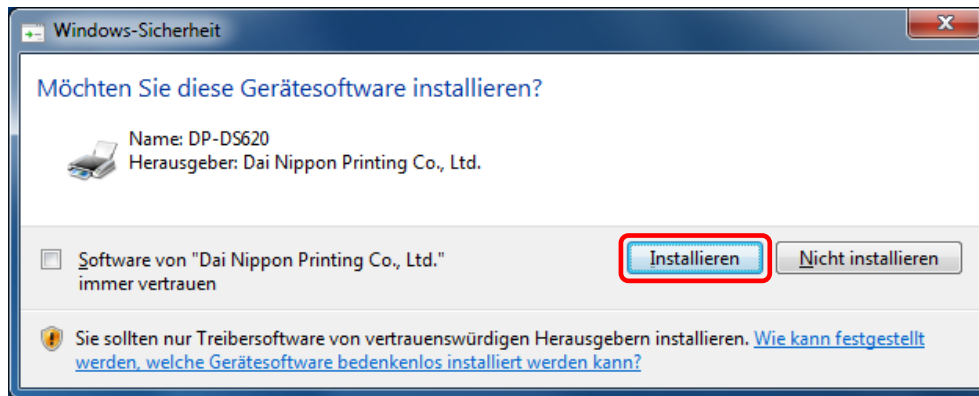 Windows-Sicherheit
Möchten Sie diese Gerätesoftware installieren?
Name: DP-DS620
Herausgeber: Dai Nippon Printing Co., Ltd.
Software von "Dai Nippon Printing Co., Ltd."
immer vertrauen
Installieren
Nicht installieren
Sie sollten nur Treibersoftware von vertrauenswürdigen Herausgebern installieren. Wie kann festgestellt
werden, welche Gerätesoftware bedenkenlos installiert werden kann?